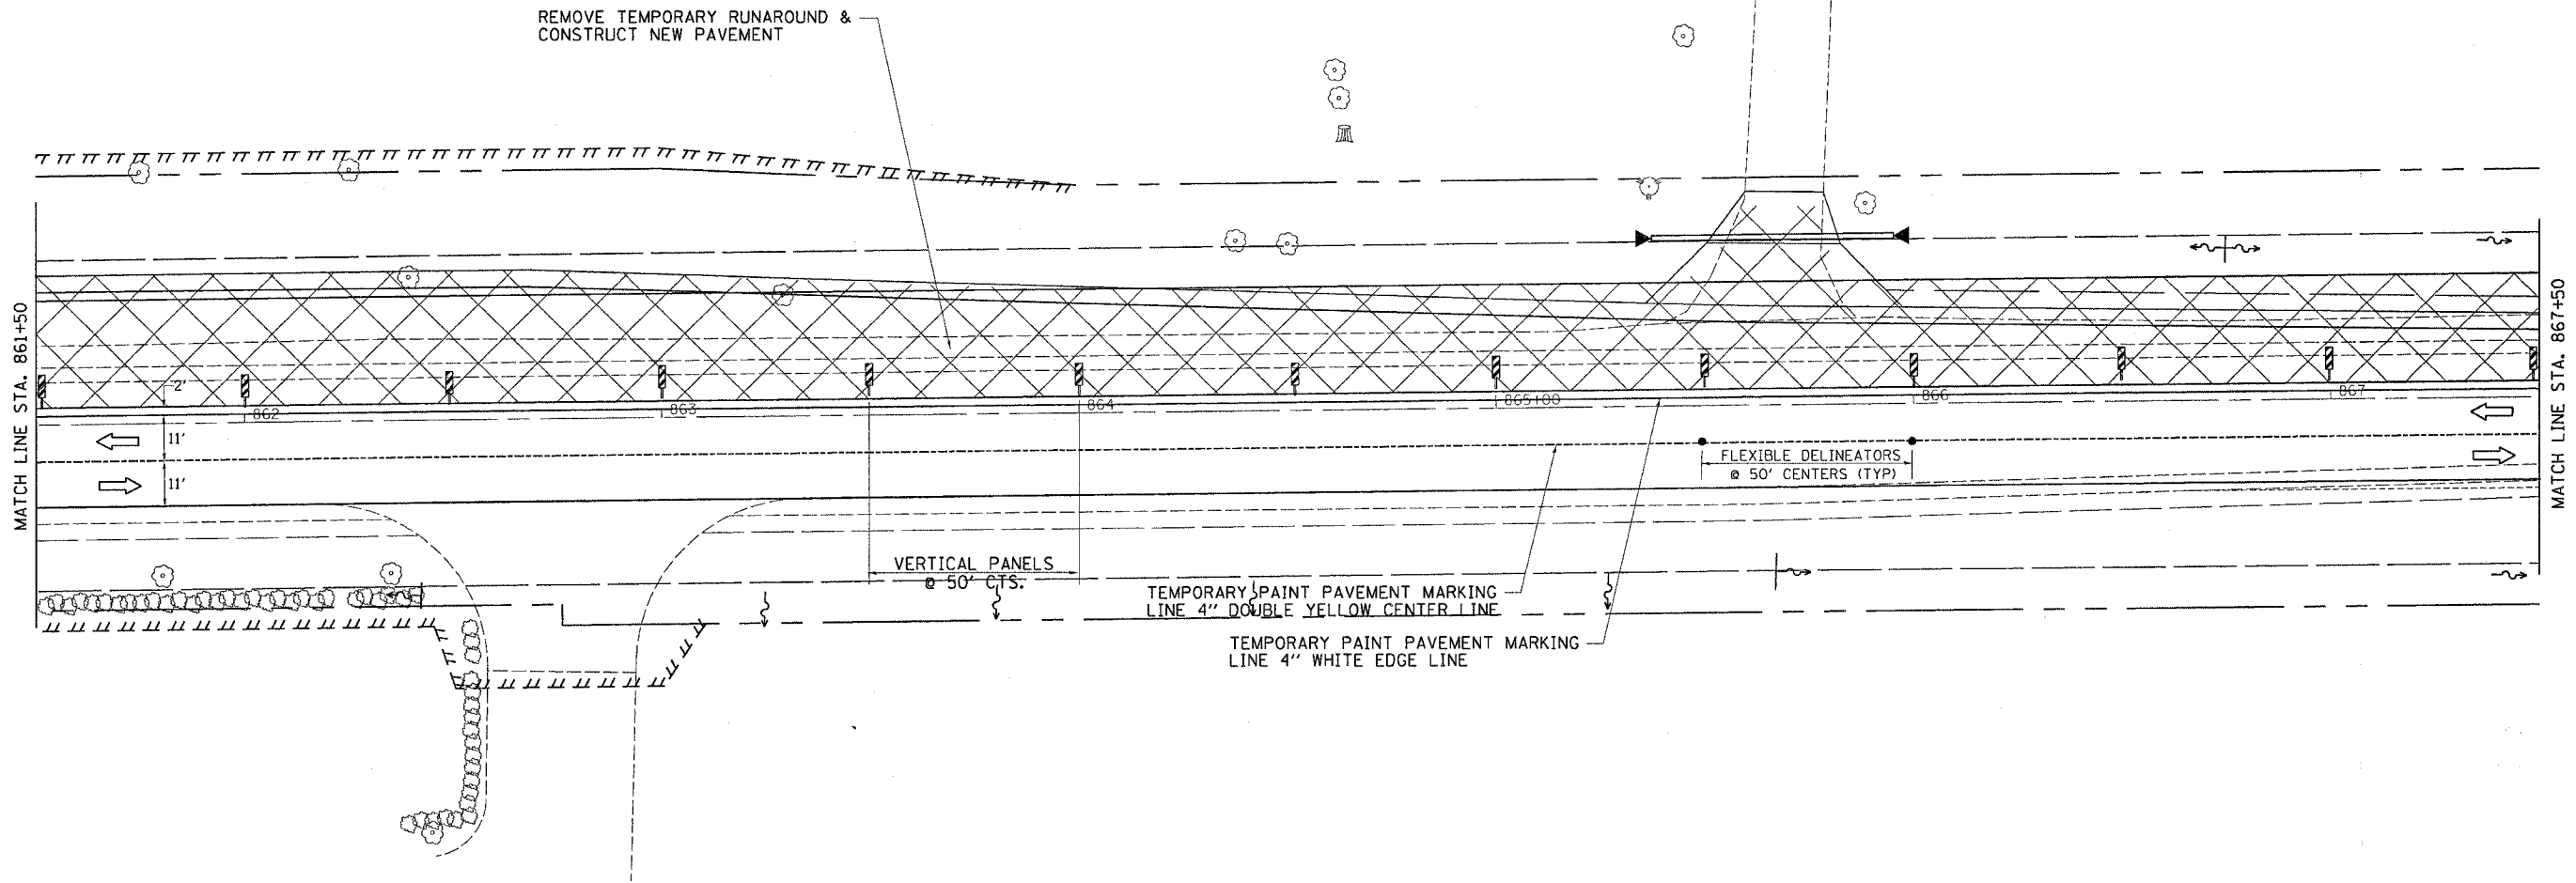 REMOVE TEMPORARY RUNAROUND &
CONSTRUCT NEW PAVEMENT
MATCH LINE STA. 861+50
MATCH LINE STA. 867+50
2'
862
863
864
865+00
866
867
11'
11'
FLEXIBLE DELINEATORS
@ 50' CENTERS (TYP)
VERTICAL PANELS
@ 50' CTS.
TEMPORARY PAINT PAVEMENT MARKING
LINE 4" DOUBLE YELLOW CENTER LINE
TEMPORARY PAINT PAVEMENT MARKING
LINE 4" WHITE EDGE LINE